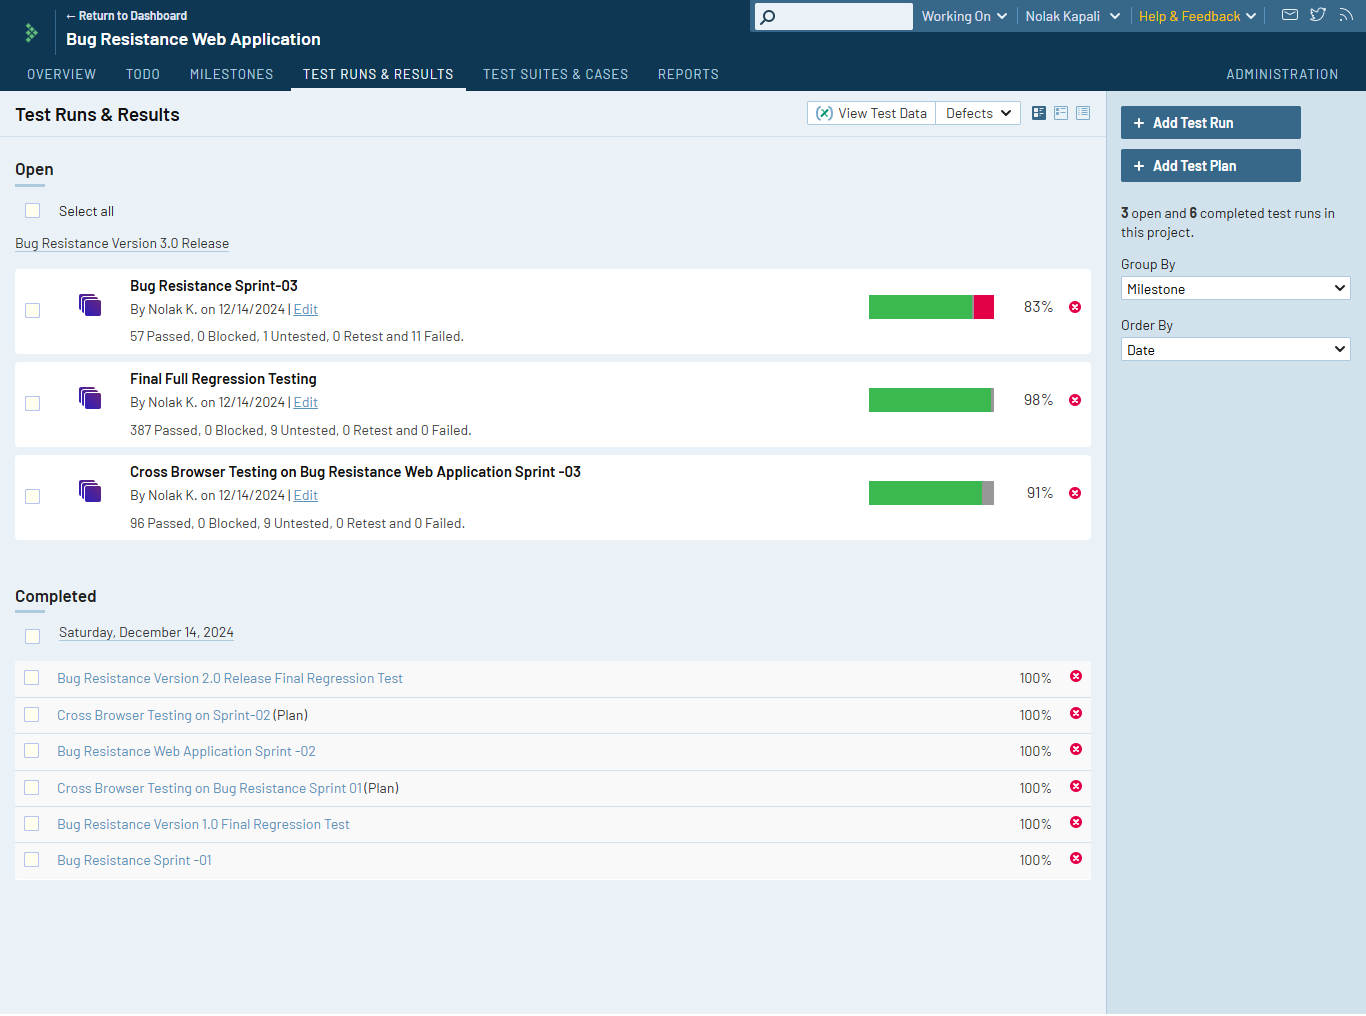 ← Return to Dashboard
Bug Resistance Web Application
Working On
Nolak Kapali
Help & Feedback
OVERVIEW
TODO
MILESTONES
TEST RUNS & RESULTS
TEST SUITES & CASES
REPORTS
ADMINISTRATION
Test Runs & Results
View Test Data
Defects
Open
Select all
Bug Resistance Version 3.0 Release
Bug Resistance Sprint-03
By Nolak K. on 12/14/2024 | Edit
57 Passed, 0 Blocked, 1 Untested, 0 Retest and 11 Failed.
83%
Final Full Regression Testing
By Nolak K. on 12/14/2024 | Edit
387 Passed, 0 Blocked, 9 Untested, 0 Retest and 0 Failed.
98%
Cross Browser Testing on Bug Resistance Web Application Sprint -03
By Nolak K. on 12/14/2024 | Edit
96 Passed, 0 Blocked, 9 Untested, 0 Retest and 0 Failed.
91%
Completed
Saturday, December 14, 2024
Bug Resistance Version 2.0 Release Final Regression Test 100%
Cross Browser Testing on Sprint-02 (Plan) 100%
Bug Resistance Web Application Sprint -02 100%
Cross Browser Testing on Bug Resistance Sprint 01 (Plan) 100%
Bug Resistance Version 1.0 Final Regression Test 100%
Bug Resistance Sprint -01 100%
+ Add Test Run
+ Add Test Plan
3 open and 6 completed test runs in
this project.
Group By
Milestone
Order By
Date